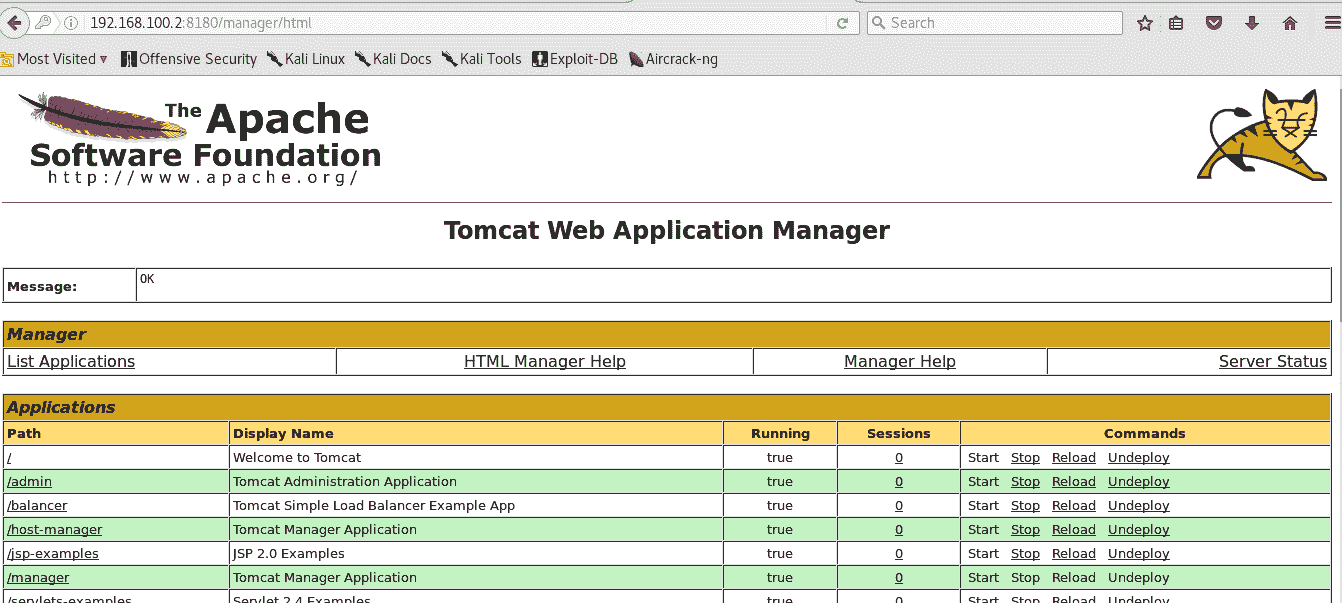 192.168.100.2:8180/manager/html Search
Most Visited Offensive Security Kali Linux Kali Docs Kali Tools Exploit-DB Aircrack-ng
The Apache
Software Foundation
http://www.apache.org/
Tomcat Web Application Manager
Message: OK
Manager
List Applications HTML Manager Help Manager Help Server Status
Applications
Path Display Name Running Sessions Commands
/ Welcome to Tomcat true 0 Start Stop Reload Undeploy
/admin Tomcat Administration Application true 0 Start Stop Reload Undeploy
/balancer Tomcat Simple Load Balancer Example App true 0 Start Stop Reload Undeploy
/host-manager Tomcat Manager Application true 0 Start Stop Reload Undeploy
/jsp-examples JSP 2.0 Examples true 0 Start Stop Reload Undeploy
/manager Tomcat Manager Application true 0 Start Stop Reload Undeploy
/servlets-examples Servlet 2.4 Examples true 0 Start Stop Reload Undeploy